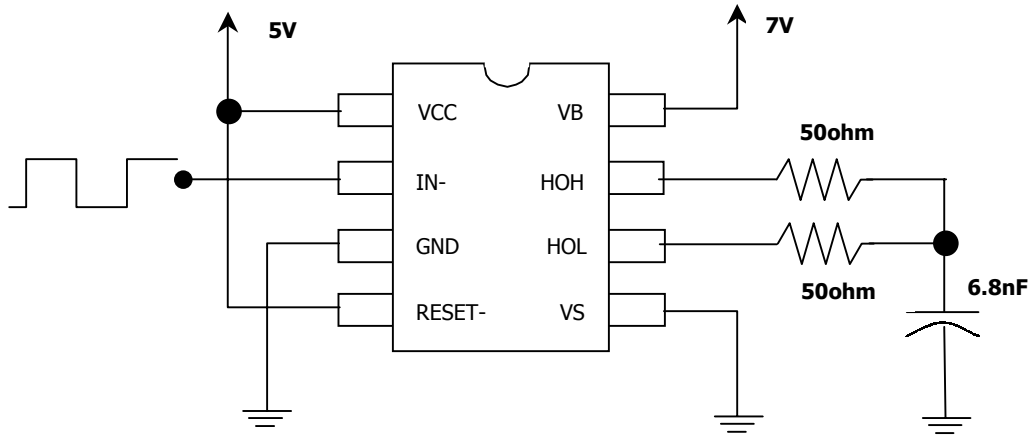 5V
7V
VCC
VB
50ohm
IN-
HOH
GND
HOL
50ohm
6.8nF
RESET-
VS